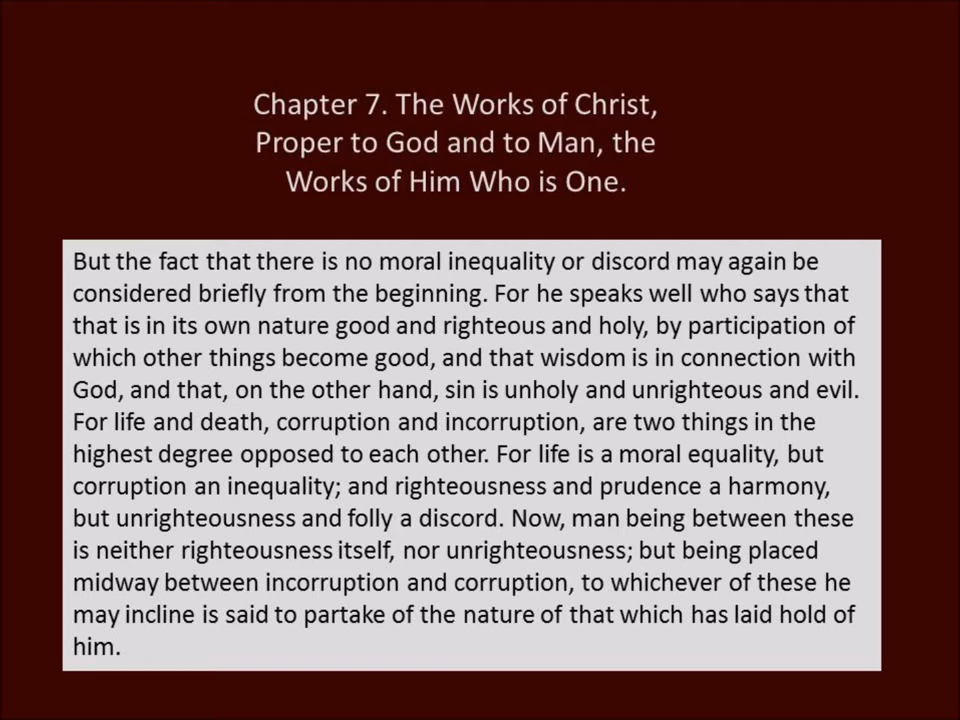 Chapter 7. The Works of Christ,
Proper to God and to Man, the
Works of Him Who is One.
But the fact that there is no moral inequality or discord may again be
considered briefly from the beginning. For he speaks well who says that
that is in its own nature good and righteous and holy, by participation of
which other things become good, and that wisdom is in connection with
God, and that, on the other hand, sin is unholy and unrighteous and evil.
For life and death, corruption and incorruption, are two things in the
highest degree opposed to each other. For life is a moral equality, but
corruption an inequality; and righteousness and prudence a harmony,
but unrighteousness and folly a discord. Now, man being between these
is neither righteousness itself, nor unrighteousness; but being placed
midway between incorruption and corruption, to whichever of these he
may incline is said to partake of the nature of that which has laid hold of
him.